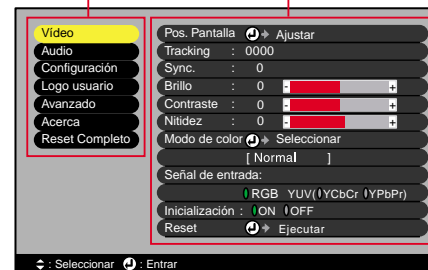 Vídeo
Audio
Configuración
Logo usuario
Avanzado
Acerca
Reset Completo
Pos. Pantalla Ajustar
Tracking : 0000
Sync. : 0
Brillo : 0 - +
Contraste : 0 - +
Nitidez : 0 - +
Modo de color Seleccionar
[ Normal ]
Señal de entrada:
RGB YUV( YCbCr YPbPr)
Inicialización : ON OFF
Reset Ejecutar
: Seleccionar : Entrar